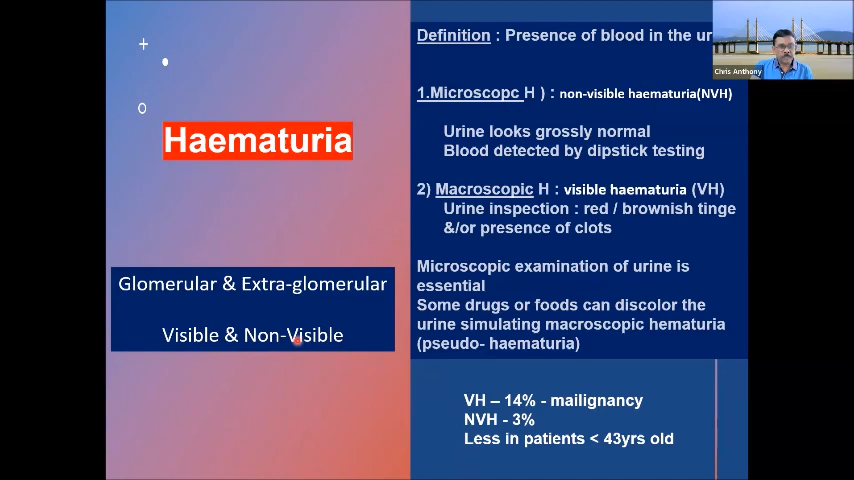 Haematuria
Glomerular & Extra-glomerular
Visible & Non-Visible
Definition : Presence of blood in the ur
Chris Anthony
1.Microscopc H ) : non-visible haematuria(NVH)
Urine looks grossly normal
Blood detected by dipstick testing
2) Macroscopic H : visible haematuria (VH)
Urine inspection : red / brownish tinge
&/or presence of clots
Microscopic examination of urine is
essential
Some drugs or foods can discolor the
urine simulating macroscopic hematuria
(pseudo- haematuria)
VH – 14% - mailignancy
NVH - 3%
Less in patients < 43yrs old